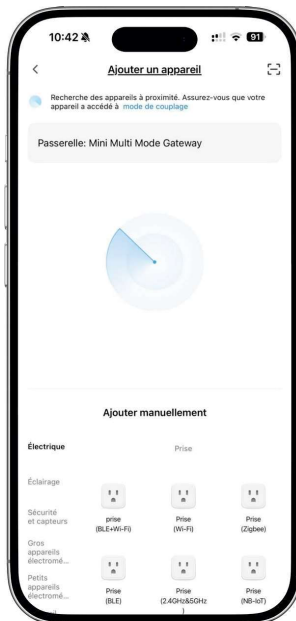 10:42
91
Ajouter un appareil
Recherche des appareils à proximité. Assurez-vous que votre
appareil a accédé à mode de couplage
Passerelle: Mini Multi Mode Gateway
Ajouter manuellement
Électrique
Prise
Éclairage
Sécurité
et capteurs
Gros
appareils
électromé...
Petits
appareils
électromé...
prise
(BLE+Wi-Fi)
Prise
(Wi-Fi)
Prise
(Zigbee)
Prise
(BLE)
Prise
(2.4GHz&5GHz
)
Prise
(NB-IoT)